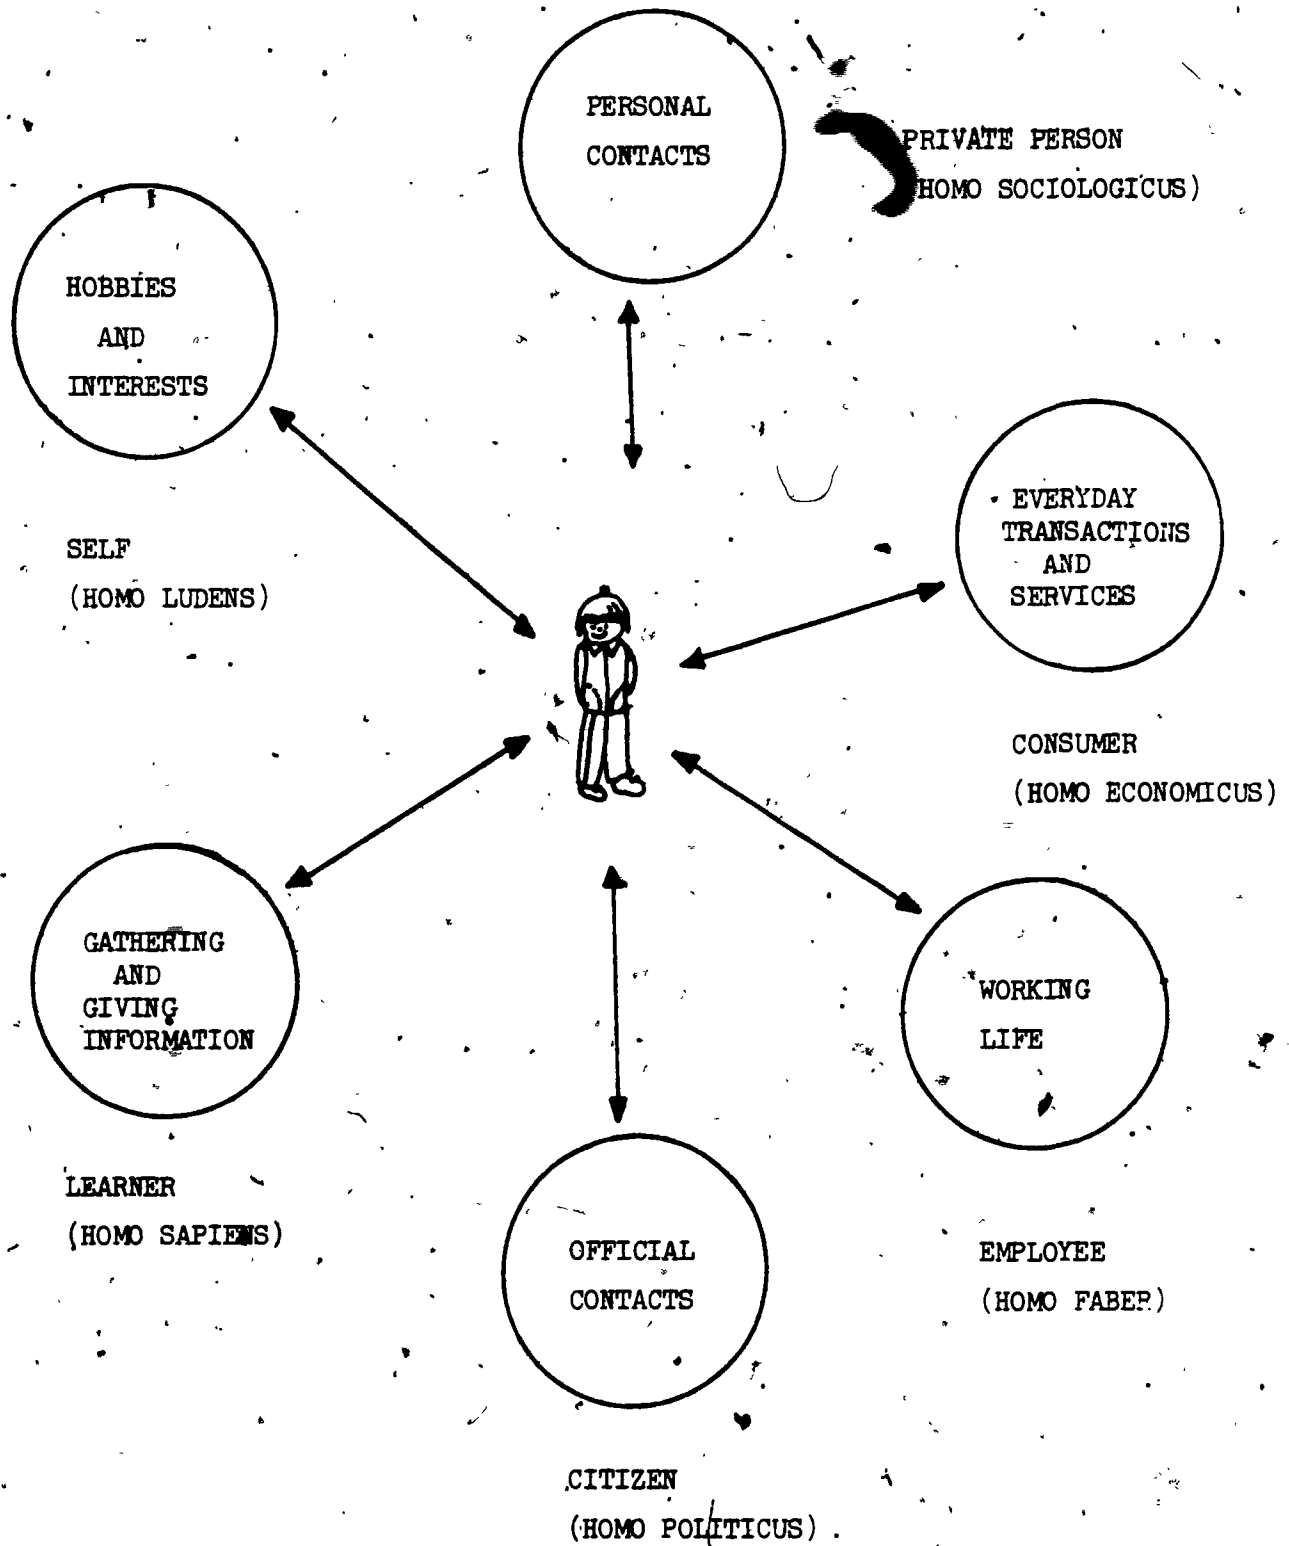 PERSONAL
CONTACTS
PRIVATE PERSON
(HOMO SOCIOLOGICUS)
HOBBIES
AND
INTERESTS
SELF
(HOMO LUDENS)
EVERYDAY
TRANSACTIONS
AND
SERVICES
CONSUMER
(HOMO ECONOMICUS)
GATHERING
AND
GIVING
INFORMATION
LEARNER
(HOMO SAPIENS)
WORKING
LIFE
EMPLOYEE
(HOMO FABER)
OFFICIAL
CONTACTS
CITIZEN
(HOMO POLITICUS)